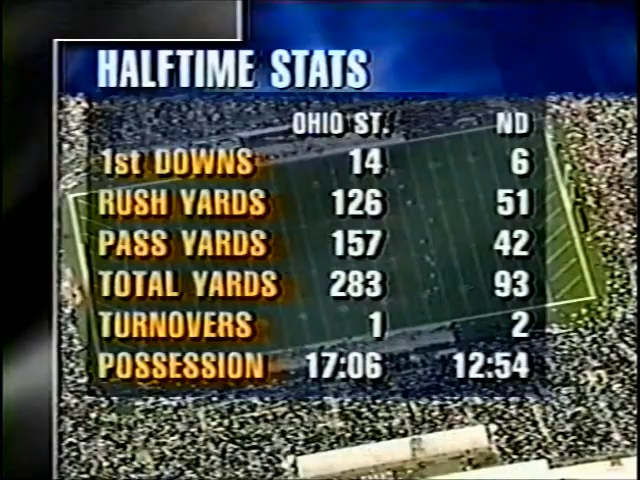 HALFTIME STATS
OHIO ST. ND
1st DOWNS 14 6
RUSH YARDS 126 51
PASS YARDS 157 42
TOTAL YARDS 283 93
TURNOVERS 1 2
POSSESSION 17:06 12:54